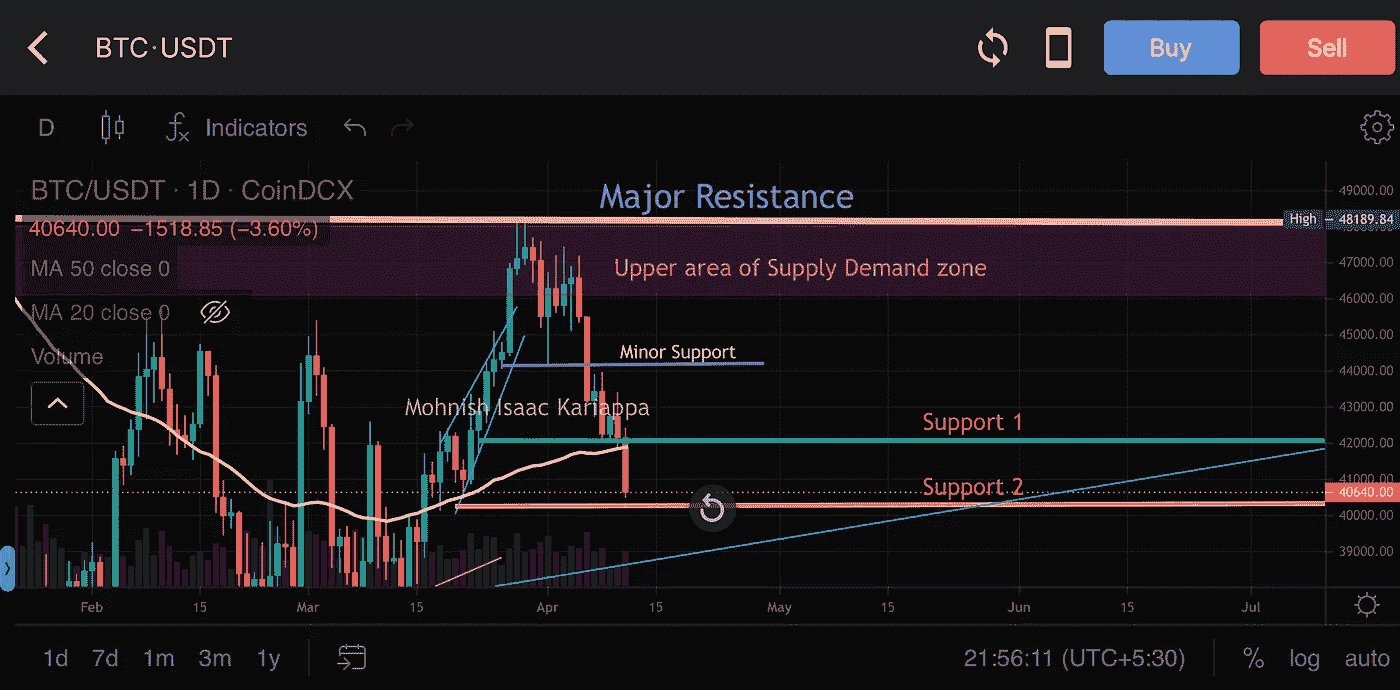 BTC·USDT
Buy
Sell
D
Indicators
BTC/USDT · 1D · CoinDCX
40640.00 −1518.85 (−3.60%)
MA 50 close 0
MA 20 close 0
Volume
Major Resistance
Upper area of Supply Demand zone
Minor Support
Mohnish Isaac Kariappa
Support 1
Support 2
49000.00
High
48189.84
47000.00
46000.00
45000.00
44000.00
43000.00
42000.00
41000.00
40640.00
40000.00
39000.00
Feb 15 Mar 15 Apr 15 May 15 Jun 15 Jul
1d 7d 1m 3m 1y
21:56:11 (UTC+5:30)
% log auto